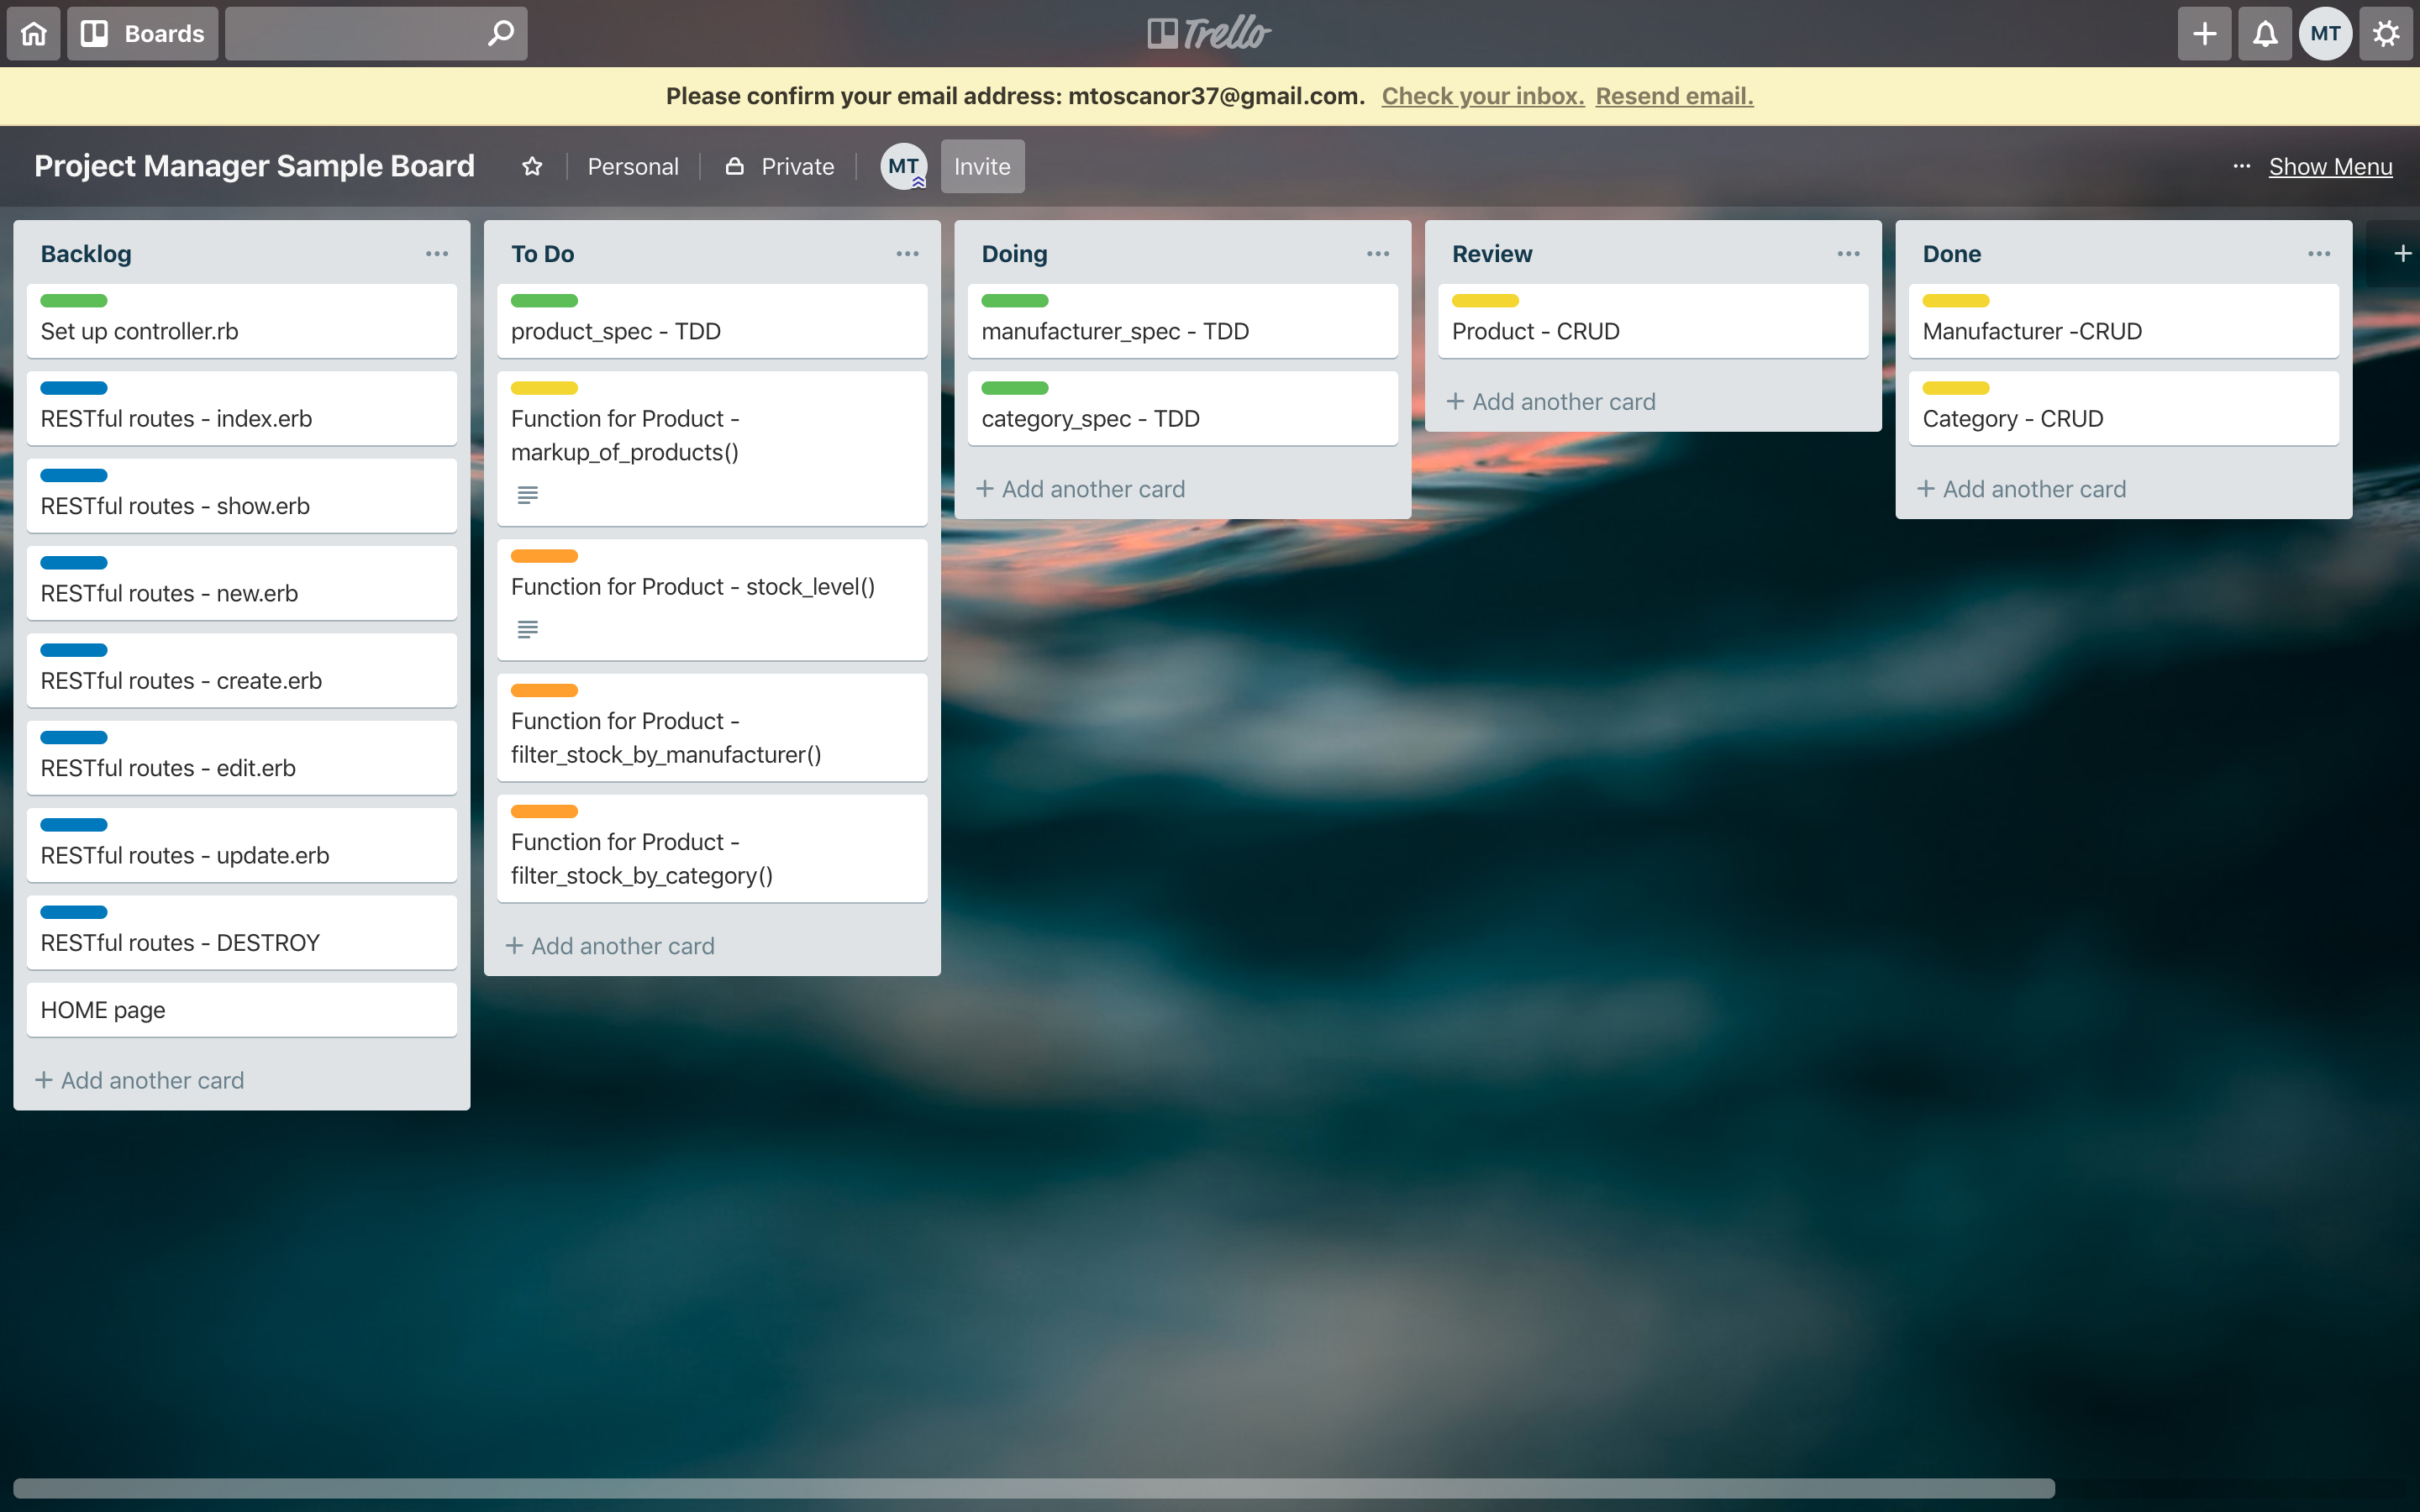 Boards
Trello
MT
Please confirm your email address: mtoscanor37@gmail.com. Check your inbox. Resend email.
Project Manager Sample Board
Personal
Private
MT
Invite
... Show Menu
Backlog
Set up controller.rb
RESTful routes - index.erb
RESTful routes - show.erb
RESTful routes - new.erb
RESTful routes - create.erb
RESTful routes - edit.erb
RESTful routes - update.erb
RESTful routes - DESTROY
HOME page
+ Add another card
To Do
product_spec - TDD
Function for Product -
markup_of_products()
Function for Product - stock_level()
Function for Product -
filter_stock_by_manufacturer()
Function for Product -
filter_stock_by_category()
+ Add another card
Doing
manufacturer_spec - TDD
category_spec - TDD
+ Add another card
Review
Product - CRUD
+ Add another card
Done
Manufacturer -CRUD
Category - CRUD
+ Add another card